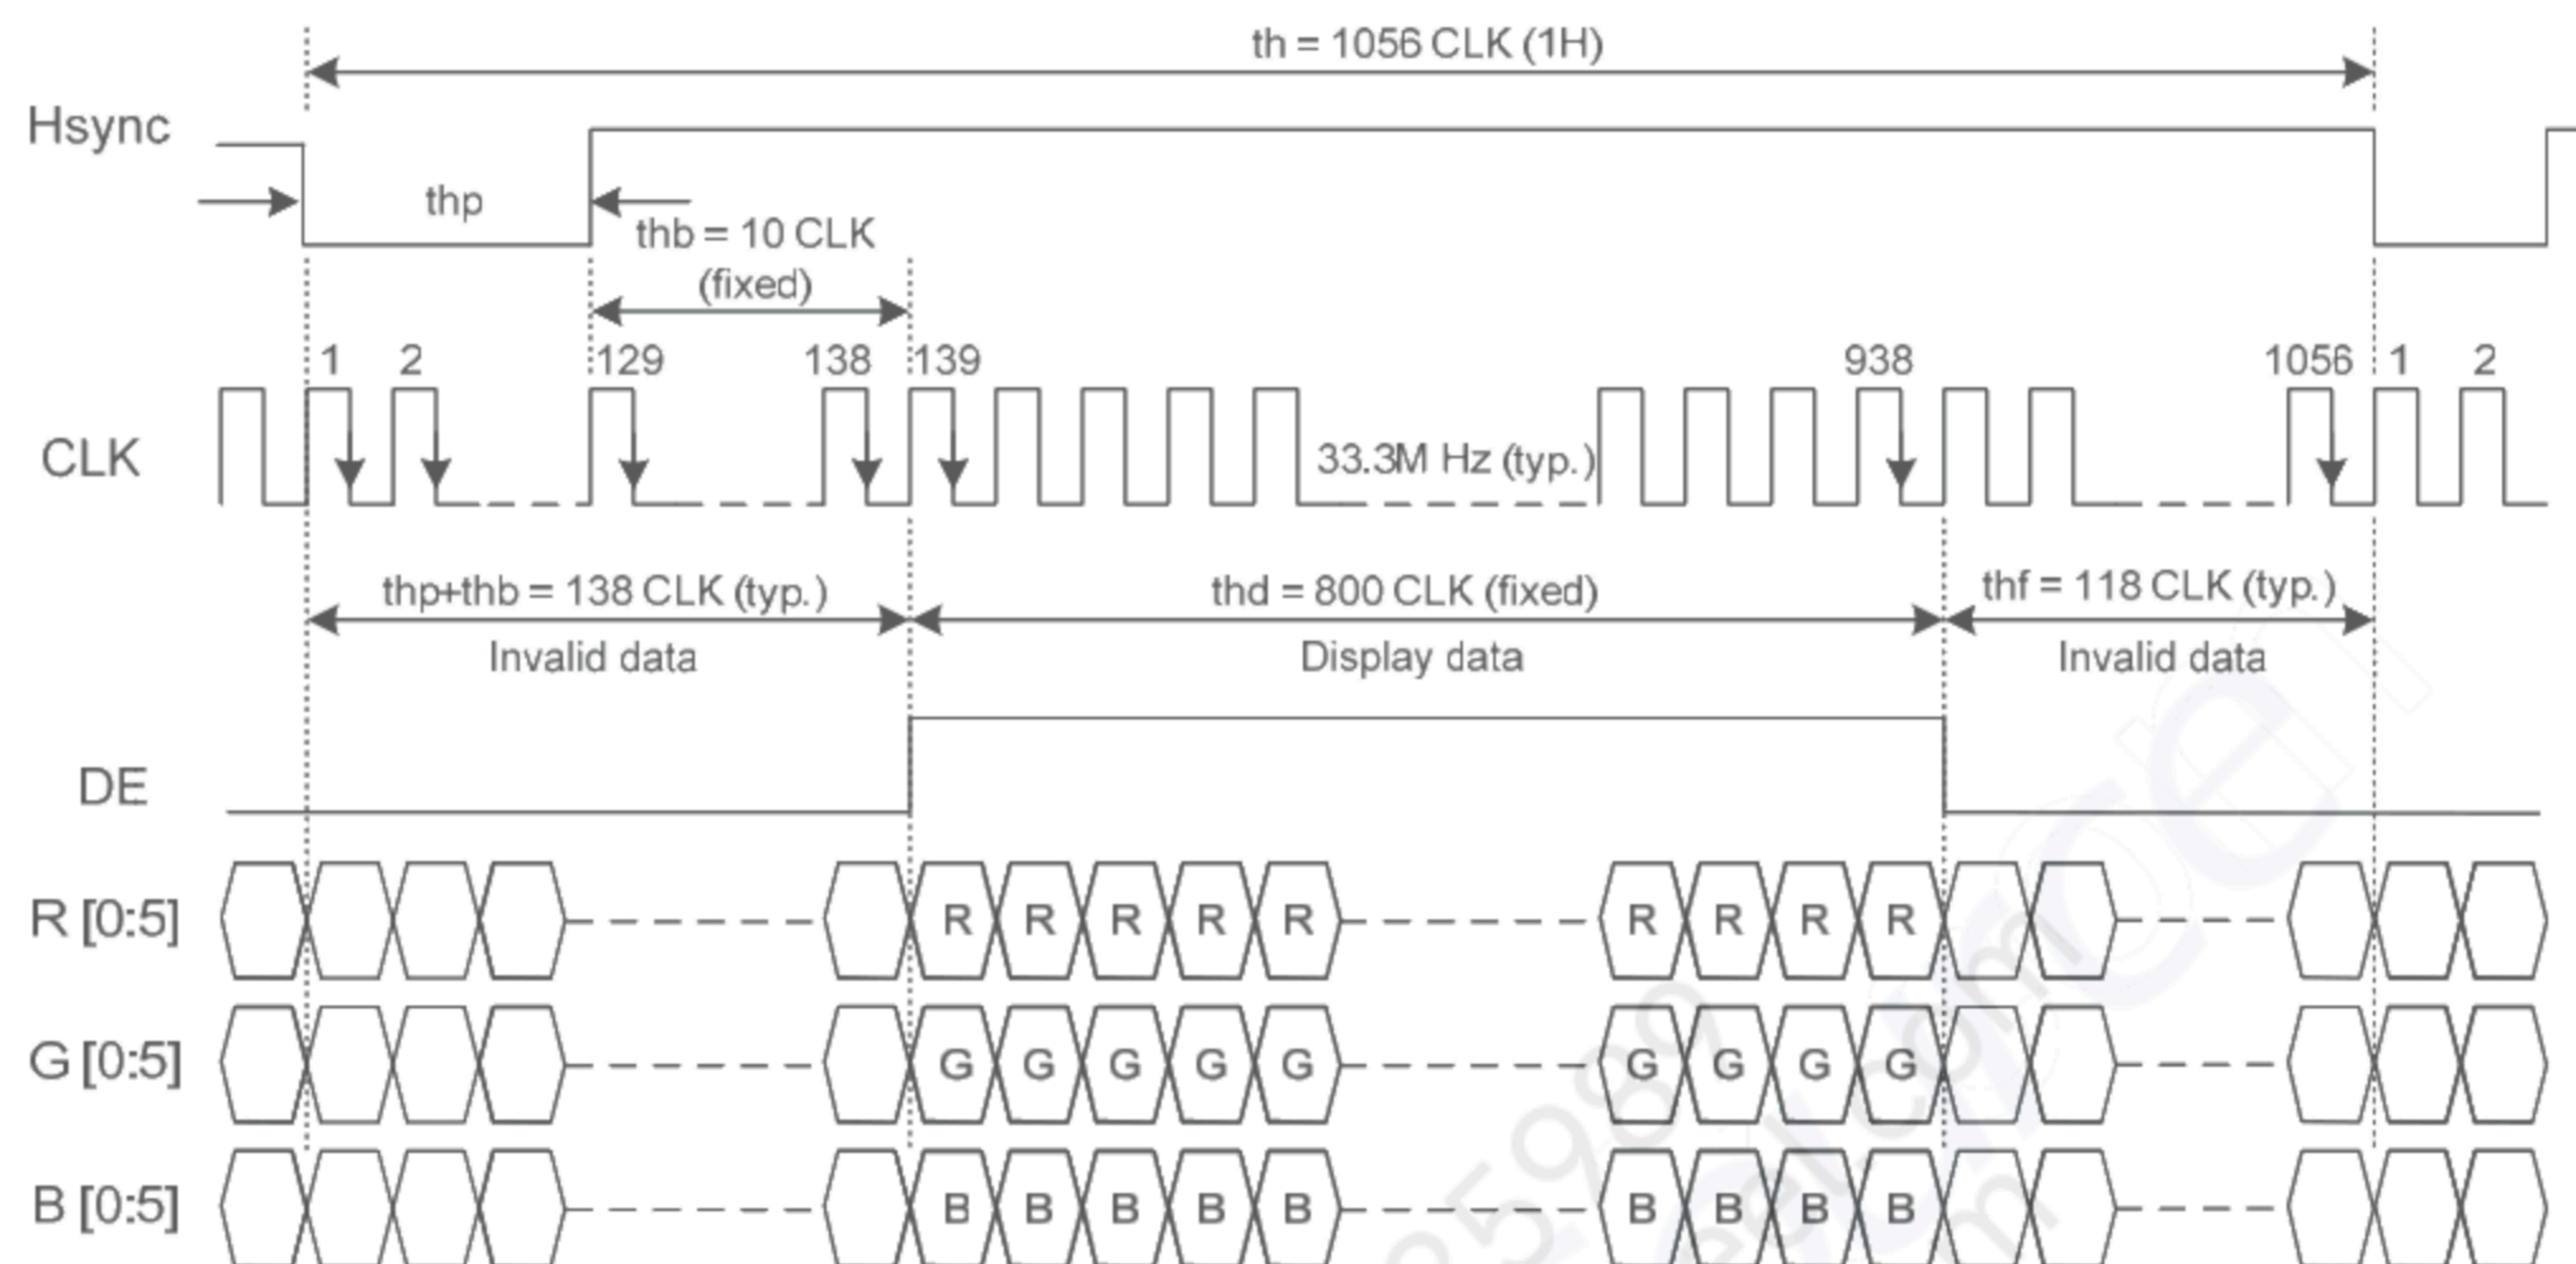 th = 1056 CLK (1H)
Hsync
thp
thb = 10 CLK
(fixed)
1 2 129 138 139 938 1056 1 2
CLK
33.3M Hz (typ.)
thp+thb = 138 CLK (typ.) thd = 800 CLK (fixed) thf = 118 CLK (typ.)
Invalid data Display data Invalid data
DE
R [0:5] R R R R R R R R R
G [0:5] G G G G G G G G G
B [0:5] B B B B B B B B B